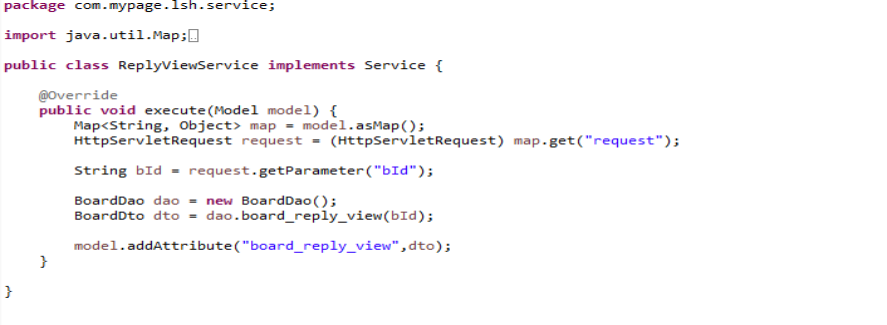 package com.mypage.lsh.service;
import java.util.Map;
public class ReplyViewService implements Service {
@Override
public void execute(Model model) {
Map<String, Object> map = model.asMap();
HttpServletRequest request = (HttpServletRequest) map.get("request");
String bId = request.getParameter("bId");
BoardDao dao = new BoardDao();
BoardDto dto = dao.board_reply_view(bId);
model.addAttribute("board_reply_view",dto);
}
}